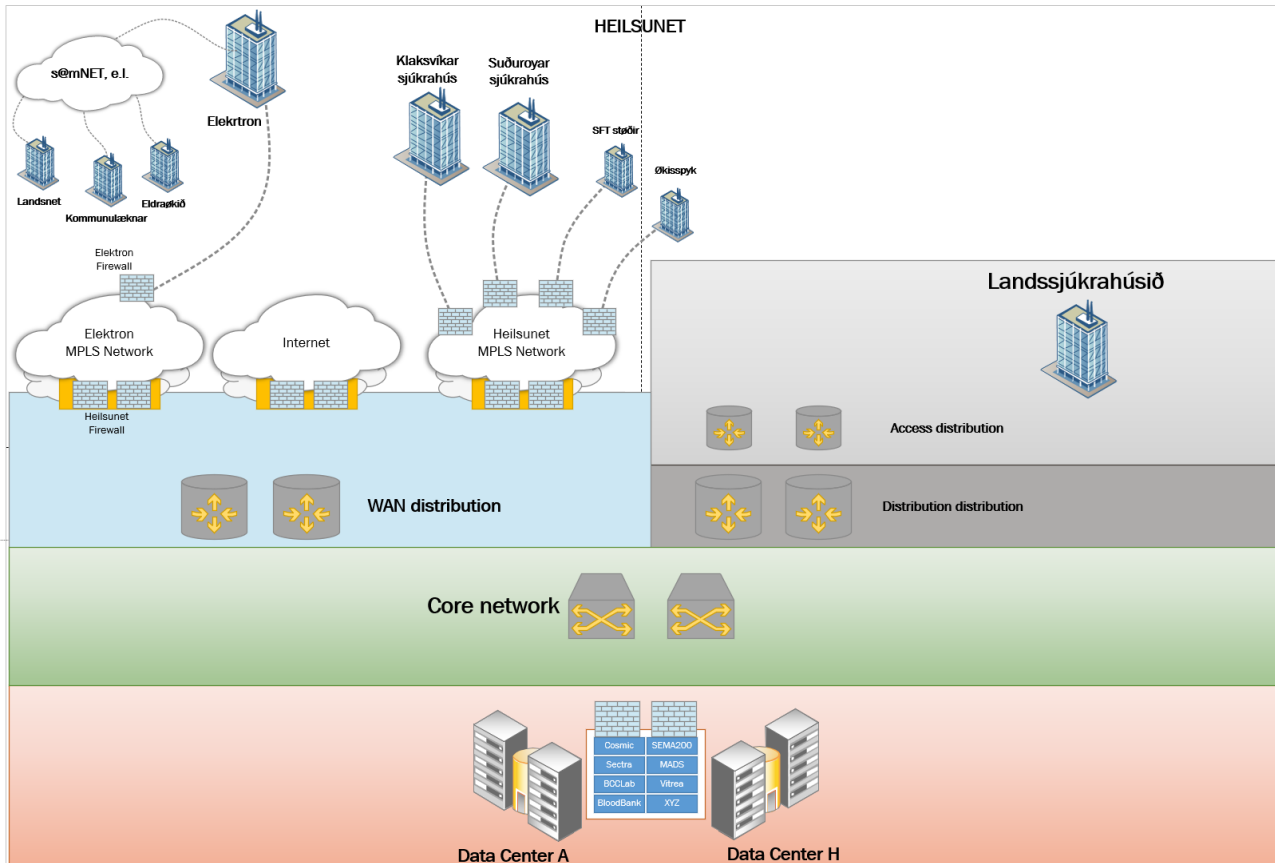 HEILSUNET
s@mNET, e.l.
Elekrtron
Landsnet
Kommunulæknar
Eldraøkið
Klaksvíkar
sjúkrahús
Suðuroyar
sjúkrahús
SFT støðir
Økisspyk
Elektron
Firewall
Elektron
MPLS Network
Internet
Heilsunet
MPLS Network
Heilsunet
Firewall
Landssjúkrahúsið
Access distribution
WAN distribution
Distribution distribution
Core network
Cosmic
SEMA200
Sectra
MADS
BCCLab
Vitrea
BloodBank
XYZ
Data Center A
Data Center H